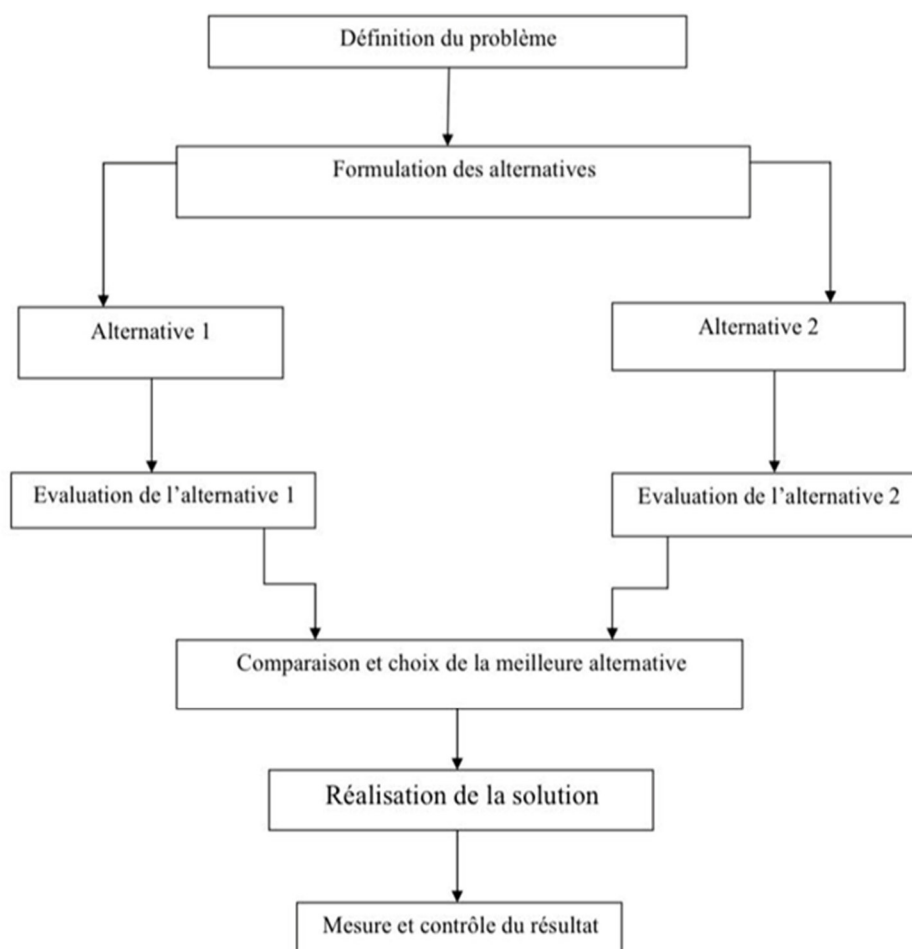 Définition du problème
Formulation des alternatives
Alternative 1
Alternative 2
Evaluation de l’alternative 1
Evaluation de l’alternative 2
Comparaison et choix de la meilleure alternative
Réalisation de la solution
Mesure et contrôle du résultat